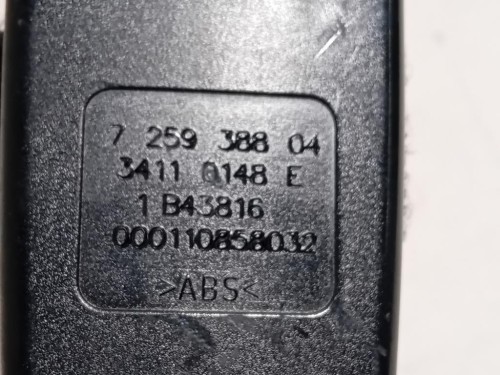 7 259 388 04
3411 0148 E
1 B43816
000110858032
>ABS<